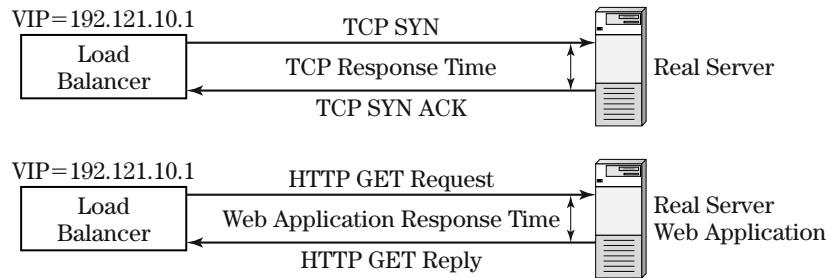 VIP=192.121.10.1
TCP SYN
Load
Balancer
TCP Response Time
Real Server
TCP SYN ACK
VIP=192.121.10.1
HTTP GET Request
Load
Balancer
Web Application Response Time
Real Server
Web Application
HTTP GET Reply